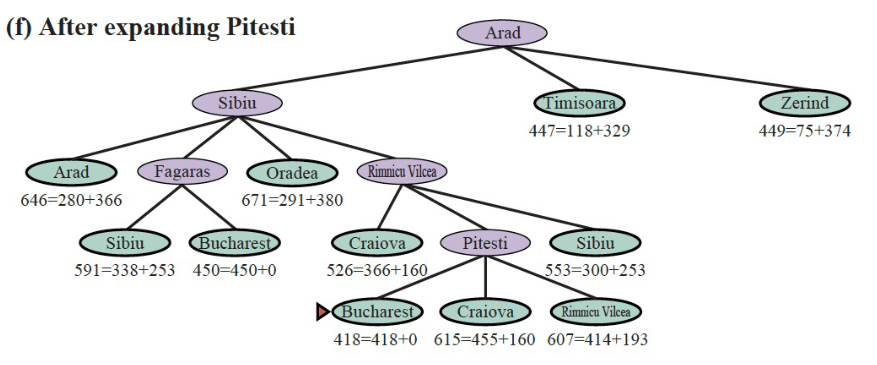 (f) After expanding Pitesti
Arad
Sibiu
Timisoara
Zerind
447=118+329
449=75+374
Arad
Fagaras
Oradea
Rimnicu Vilcea
646=280+366
671=291+380
Sibiu
Bucharest
Craiova
Pitesti
Sibiu
591=338+253
450=450+0
526=366+160
553=300+253
Bucharest
Craiova
Rimnicu Vilcea
418=418+0
615=455+160
607=414+193